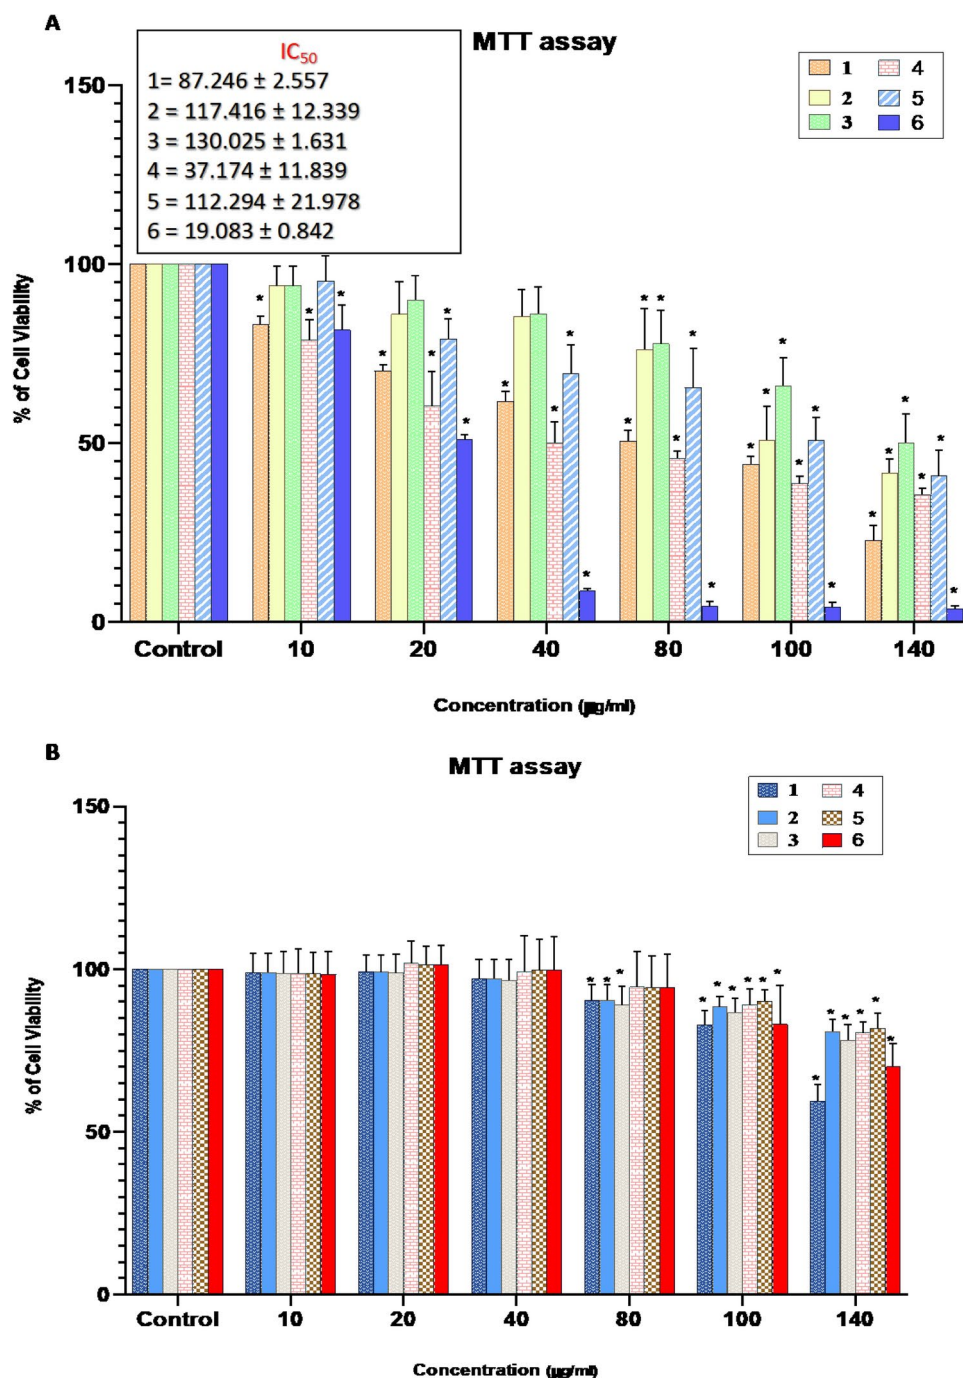 A
MTT assay
IC50
1= 87.246 ± 2.557
2 = 117.416 ± 12.339
3 = 130.025 ± 1.631
4 = 37.174 ± 11.839
5 = 112.294 ± 21.978
6 = 19.083 ± 0.842
1 4
2 5
3 6
150
100
50
0
% of Cell Viability
* * *
* * * *
* * * *
* * * * * *
* * * * * *
* * * * * *
Control 10 20 40 80 100 140
Concentration (µg/ml)
B
MTT assay
1 4
2 5
3 6
150
100
50
0
% of Cell Viability
* * *
* * * * * *
* * * * * *
Control 10 20 40 80 100 140
Concentration (µg/ml)